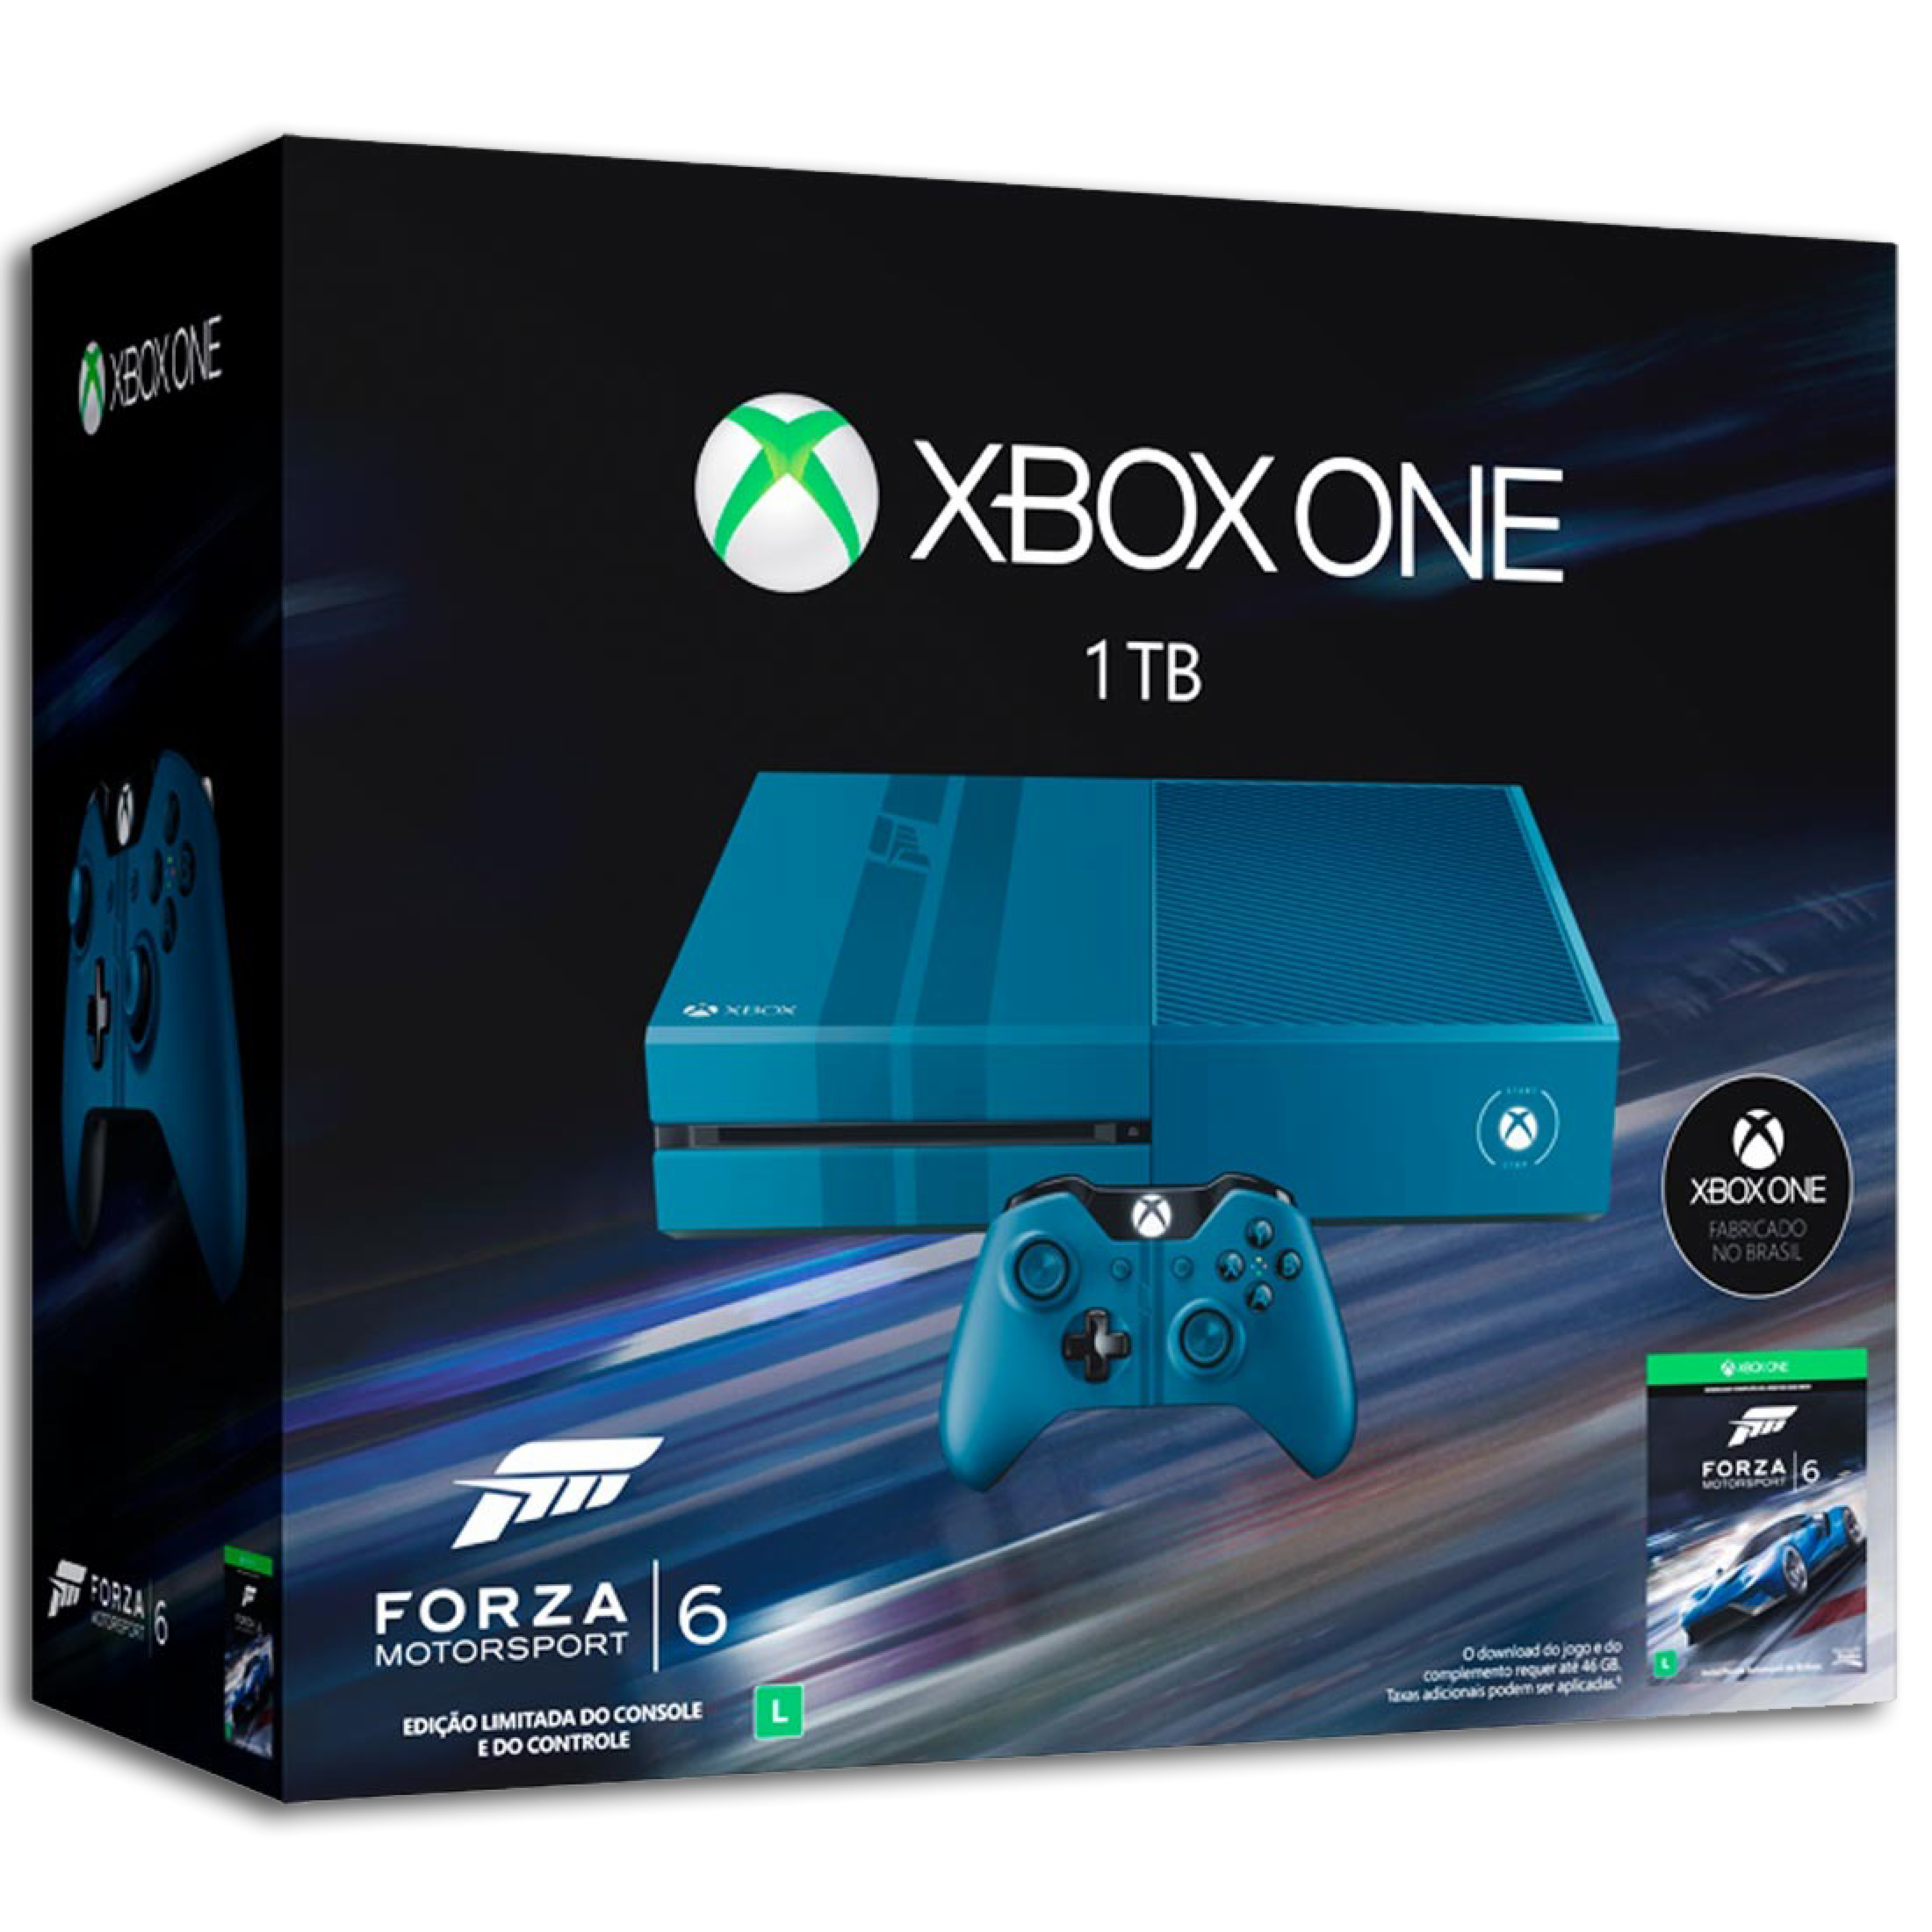 XBOX ONE
XBOX ONE
1 TB
XBOX
START
STOP
XBOX ONE
FABRICADO
NO BRASIL
XBOX ONE
FORZA
MOTORSPORT 6
FORZA
MOTORSPORT 6
FORZA
MOTORSPORT 6
EDIÇÃO LIMITADA DO CONSOLE
E DO CONTROLE
L
O download do jogo e do
complemento requer até 46 GB.
Taxas adicionais podem ser aplicadas.*
L